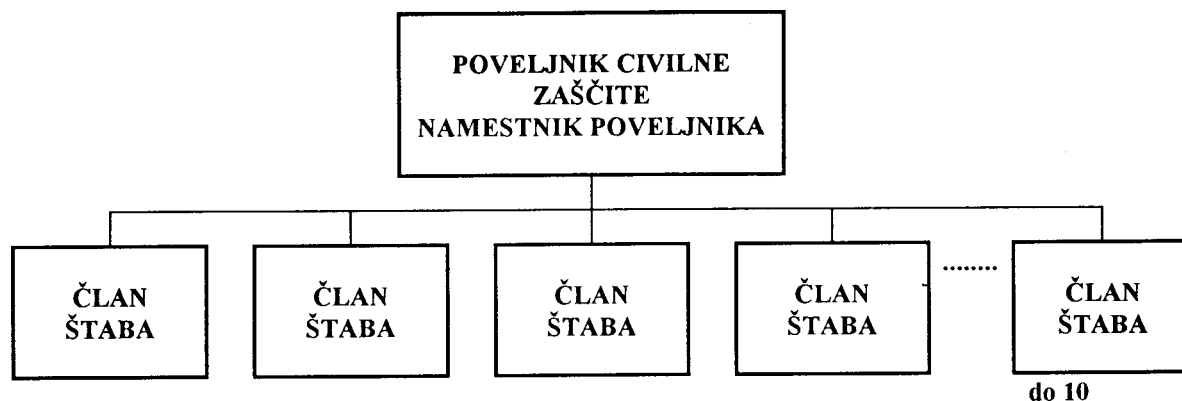 POVELJNIK CIVILNE
ZAŠČITE
NAMESTNIK POVELJNIKA
ČLAN
ŠTABA
ČLAN
ŠTABA
ČLAN
ŠTABA
ČLAN
ŠTABA
........
ČLAN
ŠTABA
do 10